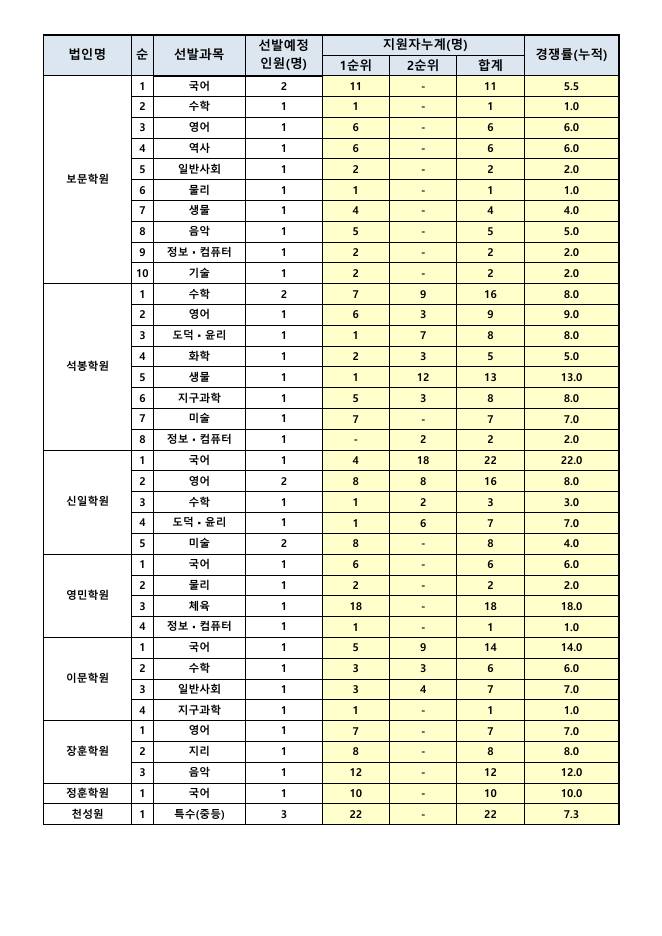 법인명 순 선발과목 선발예정 인원(명) 지원자누계(명) 경쟁률(누적)
1순위 2순위 합계
보문학원 1 국어 2 11 - 11 5.5
2 수학 1 1 - 1 1.0
3 영어 1 6 - 6 6.0
4 역사 1 6 - 6 6.0
5 일반사회 1 2 - 2 2.0
6 물리 1 1 - 1 1.0
7 생물 1 4 - 4 4.0
8 음악 1 5 - 5 5.0
9 정보・컴퓨터 1 2 - 2 2.0
10 기술 1 2 - 2 2.0
석봉학원 1 수학 2 7 9 16 8.0
2 영어 1 6 3 9 9.0
3 도덕・윤리 1 1 7 8 8.0
4 화학 1 2 3 5 5.0
5 생물 1 1 12 13 13.0
6 지구과학 1 5 3 8 8.0
7 미술 1 7 - 7 7.0
8 정보・컴퓨터 1 - 2 2 2.0
신일학원 1 국어 1 4 18 22 22.0
2 영어 2 8 8 16 8.0
3 수학 1 1 2 3 3.0
4 도덕・윤리 1 1 6 7 7.0
5 미술 2 8 - 8 4.0
영민학원 1 국어 1 6 - 6 6.0
2 물리 1 2 - 2 2.0
3 체육 1 18 - 18 18.0
4 정보・컴퓨터 1 1 - 1 1.0
이문학원 1 국어 1 5 9 14 14.0
2 수학 1 3 3 6 6.0
3 일반사회 1 3 4 7 7.0
4 지구과학 1 1 - 1 1.0
장훈학원 1 영어 1 7 - 7 7.0
2 지리 1 8 - 8 8.0
3 음악 1 12 - 12 12.0
정훈학원 1 국어 1 10 - 10 10.0
천성원 1 특수(중등) 3 22 - 22 7.3